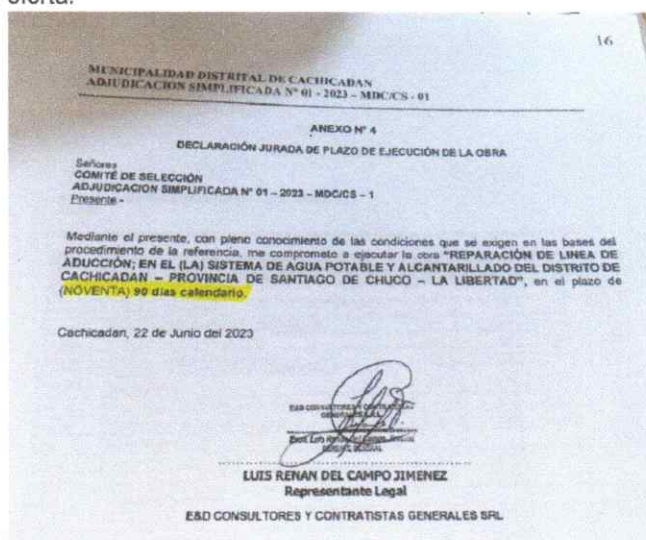 oferta.
16
MUNICIPALIDAD DISTRITAL DE CACHICADAN
ADJUDICACION SIMPLIFICADA N° 01 - 2023 – MDC/CS - 01
ANEXO N° 4
DECLARACIÓN JURADA DE PLAZO DE EJECUCIÓN DE LA OBRA
Señores
COMITÉ DE SELECCIÓN
ADJUDICACION SIMPLIFICADA N° 01 – 2023 – MDC/CS – 1
Presente.-
Mediante el presente, con pleno conocimiento de las condiciones que se exigen en las bases del
procedimiento de la referencia, me comprometo a ejecutar la obra "REPARACIÓN DE LINEA DE
ADUCCIÓN; EN EL (LA) SISTEMA DE AGUA POTABLE Y ALCANTARILLADO DEL DISTRITO DE
CACHICADAN – PROVINCIA DE SANTIAGO DE CHUCO – LA LIBERTAD", en el plazo de
(NOVENTA) 90 días calendario.
Cachicadan, 22 de Junio del 2023
E&D CONSULTORES Y CONTRATISTAS
GENERALES
GERENTE GENERAL
LUIS RENAN DEL CAMPO JIMENEZ
Representante Legal
E&D CONSULTORES Y CONTRATISTAS GENERALES SRL